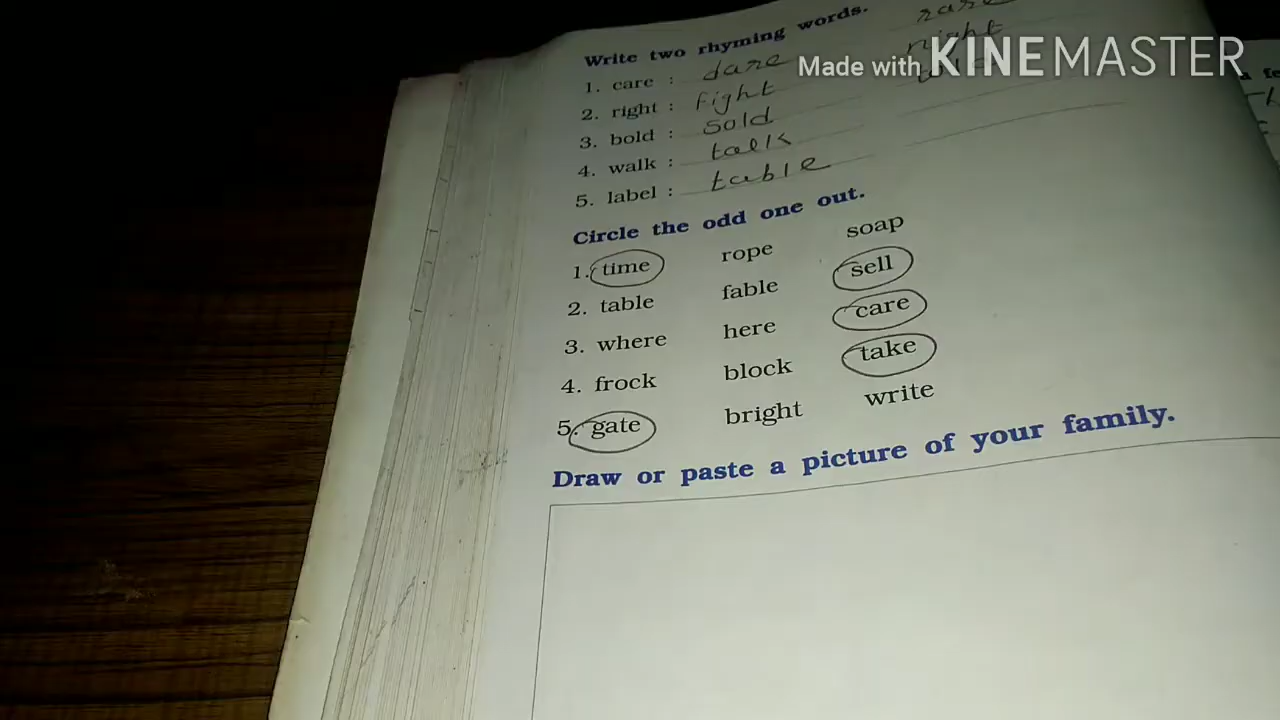 Write two rhyming words.
1. care : dare rare
2. right : Fight night
3. bold : sold
4. walk : talk
5. label : table
Circle the odd one out.
1. time rope soap
2. table fable sell
3. where here care
4. frock block take
5. gate bright write
Draw or paste a picture of your family.
Made with KINEMASTER